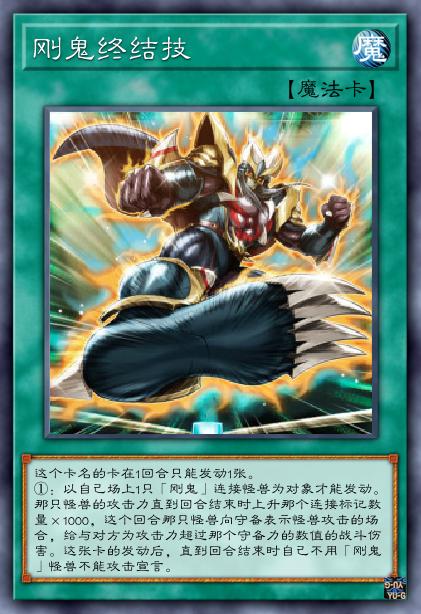 刚鬼终结技
魔
【魔法卡】
这个卡名的卡在1回合只能发动1张。
①：以自己场上1只「刚鬼」连接怪兽为对象才能发动。
那只怪兽的攻击力直到回合结束时上升那个连接标记数
量×1000，这个回合那只怪兽向守备表示怪兽攻击的场
合，给与对方为攻击力超过那个守备力的数值的战斗伤
害。这张卡的发动后，直到回合结束时自己不用「刚鬼
」怪兽不能攻击宣言。